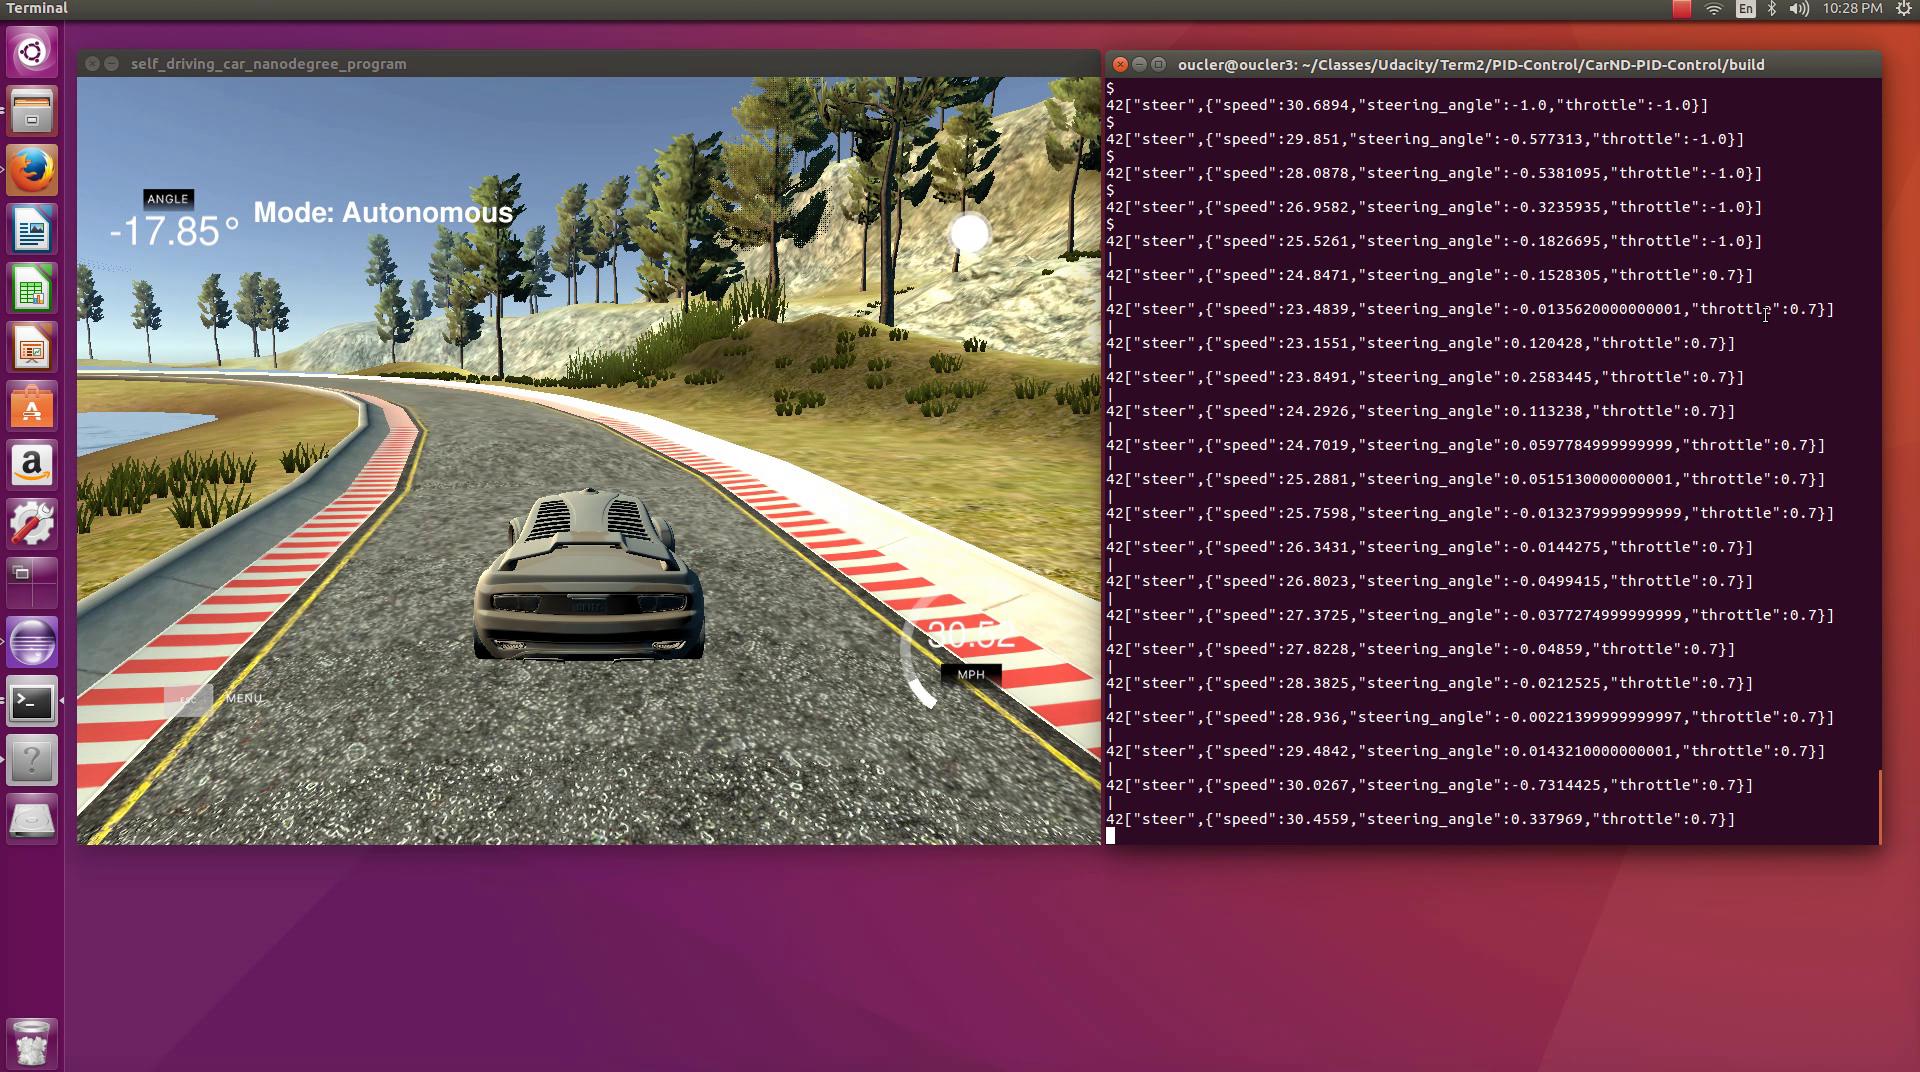 Terminal
En
10:28 PM
self_driving_car_nanodegree_program
ANGLE
-17.85°
Mode: Autonomous
30.52
MPH
ESC
MENU
a
>_
?
oucler@oucler3: ~/Classes/Udacity/Term2/PID-Control/CarND-PID-Control/build
$
42["steer",{"speed":30.6894,"steering_angle":-1.0,"throttle":-1.0}]
$
42["steer",{"speed":29.851,"steering_angle":-0.577313,"throttle":-1.0}]
$
42["steer",{"speed":28.0878,"steering_angle":-0.5381095,"throttle":-1.0}]
$
42["steer",{"speed":26.9582,"steering_angle":-0.3235935,"throttle":-1.0}]
$
42["steer",{"speed":25.5261,"steering_angle":-0.1826695,"throttle":-1.0}]
|
42["steer",{"speed":24.8471,"steering_angle":-0.1528305,"throttle":0.7}]
|
42["steer",{"speed":23.4839,"steering_angle":-0.0135620000000001,"throttle":0.7}]
|
42["steer",{"speed":23.1551,"steering_angle":0.120428,"throttle":0.7}]
|
42["steer",{"speed":23.8491,"steering_angle":0.2583445,"throttle":0.7}]
|
42["steer",{"speed":24.2926,"steering_angle":0.113238,"throttle":0.7}]
|
42["steer",{"speed":24.7019,"steering_angle":0.0597784999999999,"throttle":0.7}]
|
42["steer",{"speed":25.2881,"steering_angle":0.0515130000000001,"throttle":0.7}]
|
42["steer",{"speed":25.7598,"steering_angle":-0.0132379999999999,"throttle":0.7}]
|
42["steer",{"speed":26.3431,"steering_angle":-0.0144275,"throttle":0.7}]
|
42["steer",{"speed":26.8023,"steering_angle":-0.0499415,"throttle":0.7}]
|
42["steer",{"speed":27.3725,"steering_angle":-0.0377274999999999,"throttle":0.7}]
|
42["steer",{"speed":27.8228,"steering_angle":-0.04859,"throttle":0.7}]
|
42["steer",{"speed":28.3825,"steering_angle":-0.0212525,"throttle":0.7}]
|
42["steer",{"speed":28.936,"steering_angle":-0.00221399999999997,"throttle":0.7}]
|
42["steer",{"speed":29.4842,"steering_angle":0.0143210000000001,"throttle":0.7}]
|
42["steer",{"speed":30.0267,"steering_angle":-0.7314425,"throttle":0.7}]
|
42["steer",{"speed":30.4559,"steering_angle":0.337969,"throttle":0.7}]